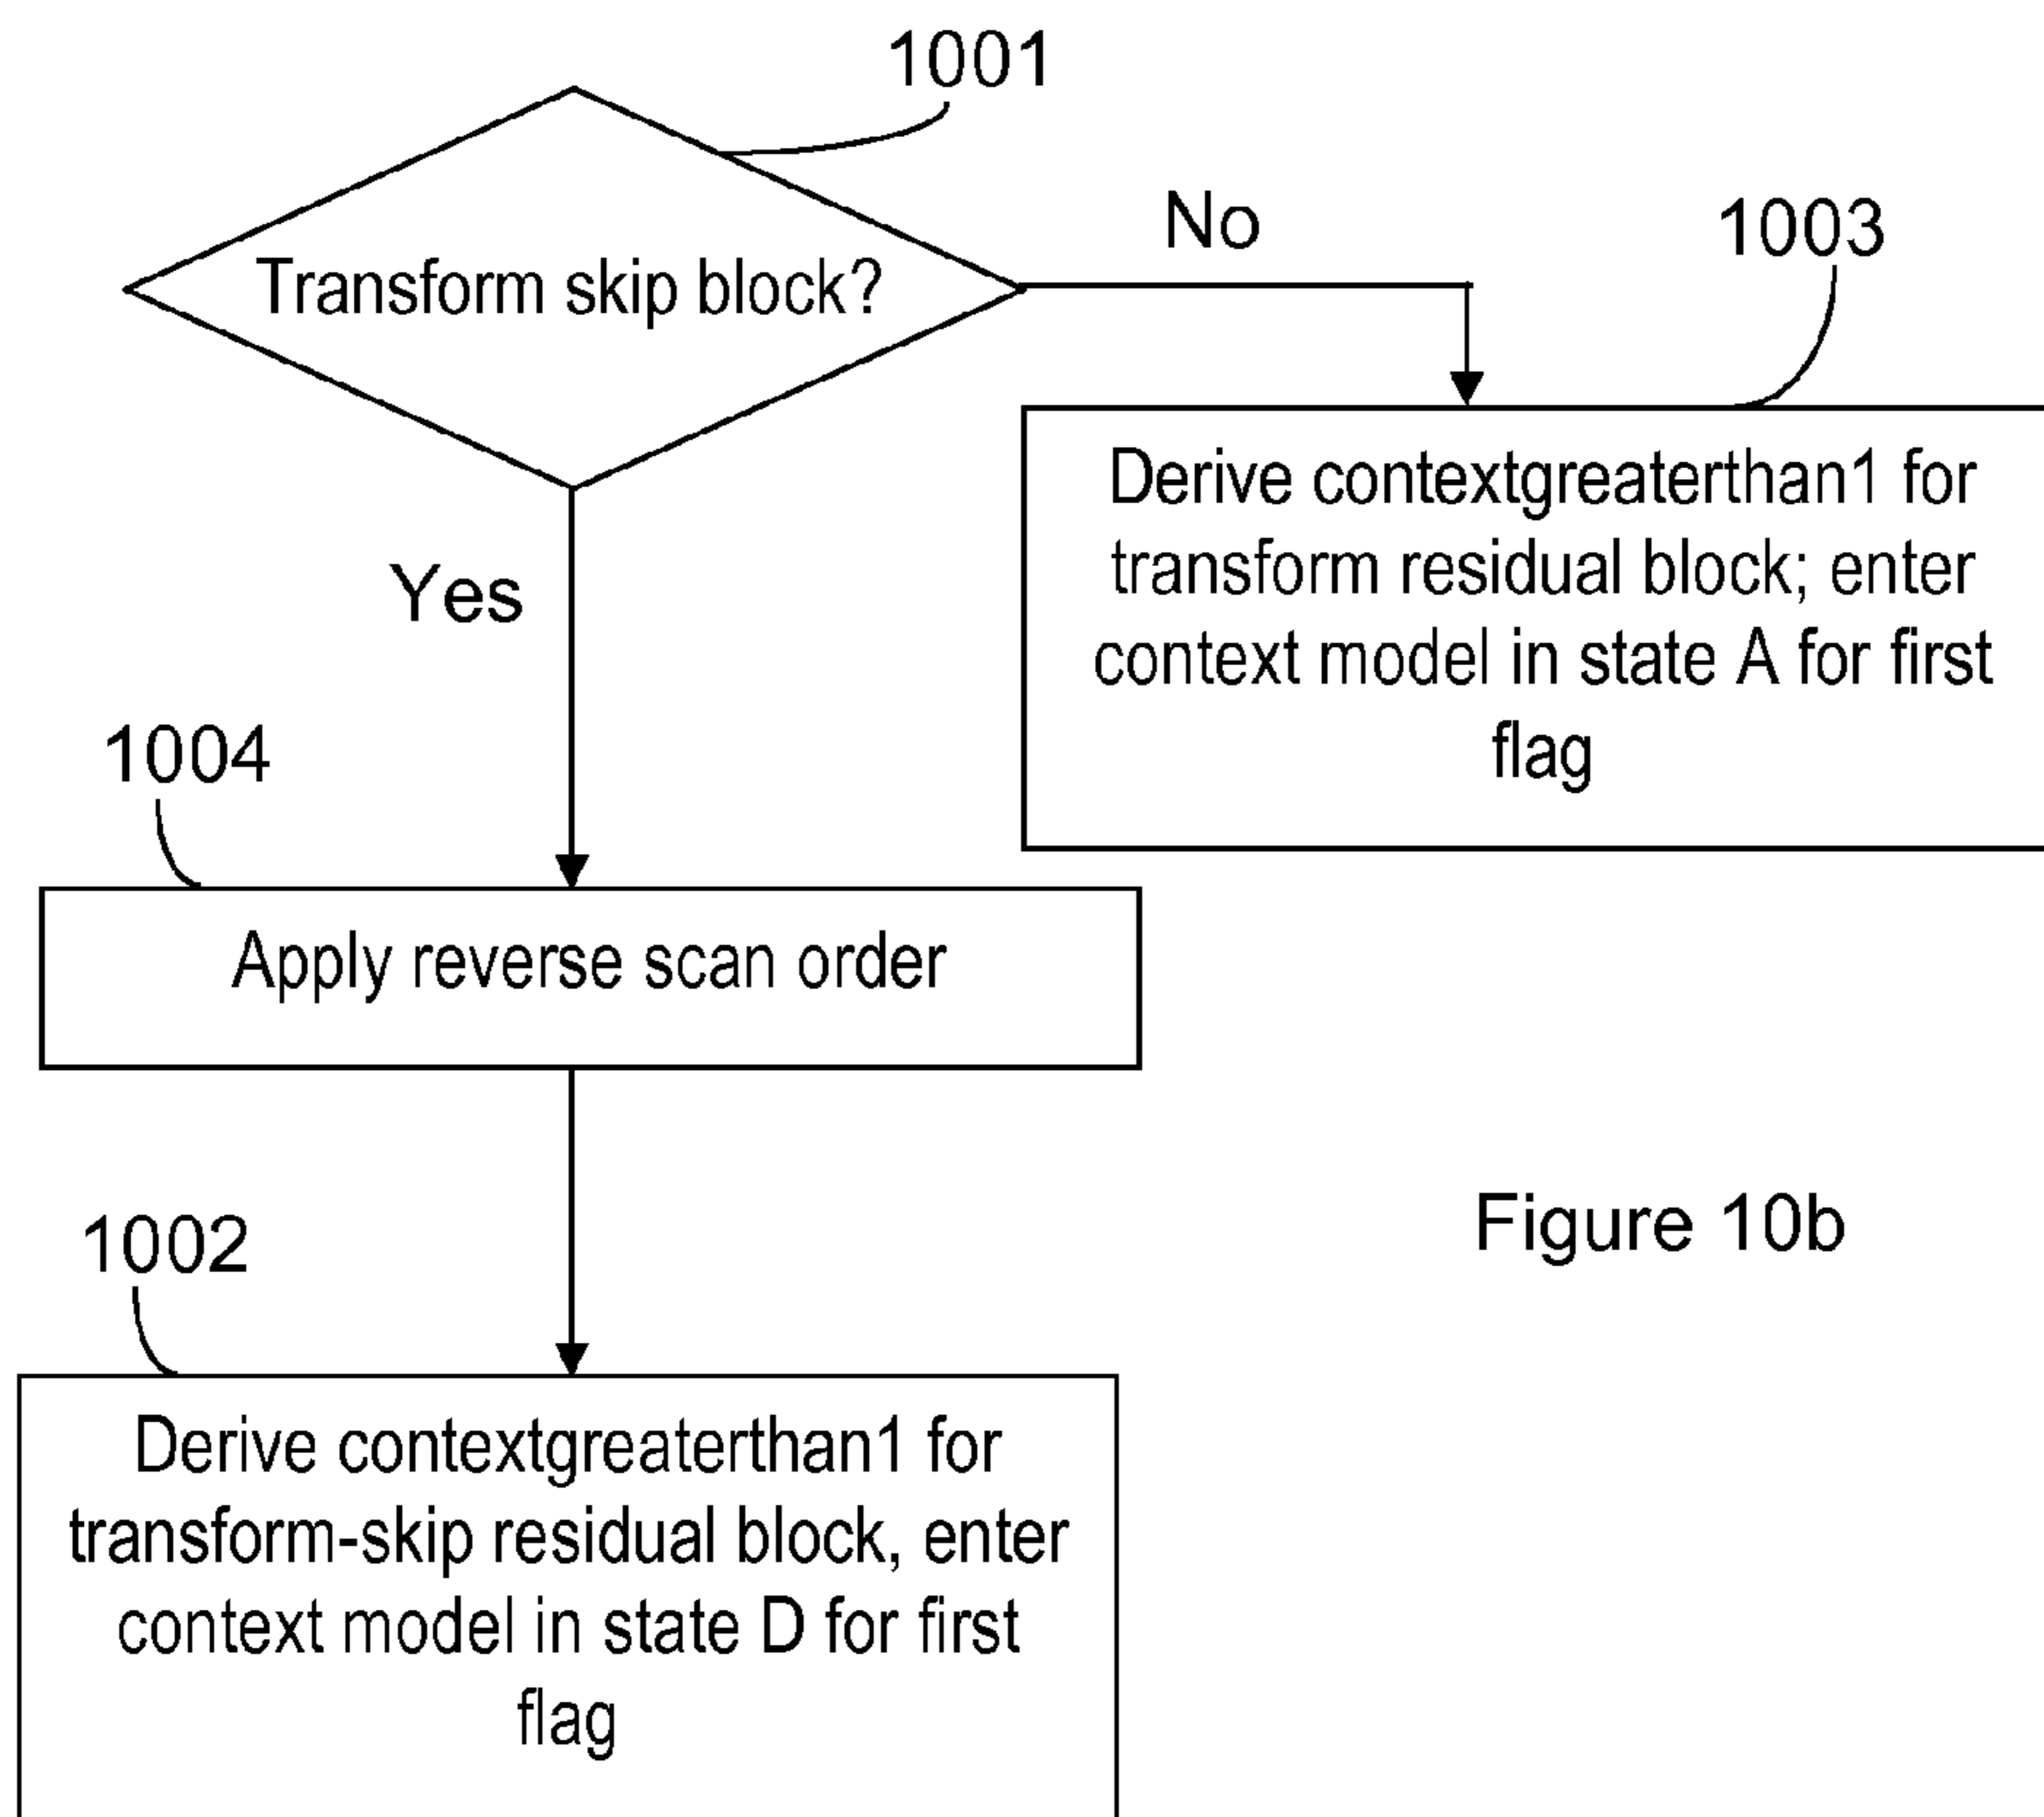 1001
Transform skip block?
No
1003
Derive contextgreaterthan1 for
transform residual block; enter
context model in state A for first
flag
Yes
1004
Apply reverse scan order
1002
Derive contextgreaterthan1 for
transform-skip residual block, enter
context model in state D for first
flag
Figure 10b